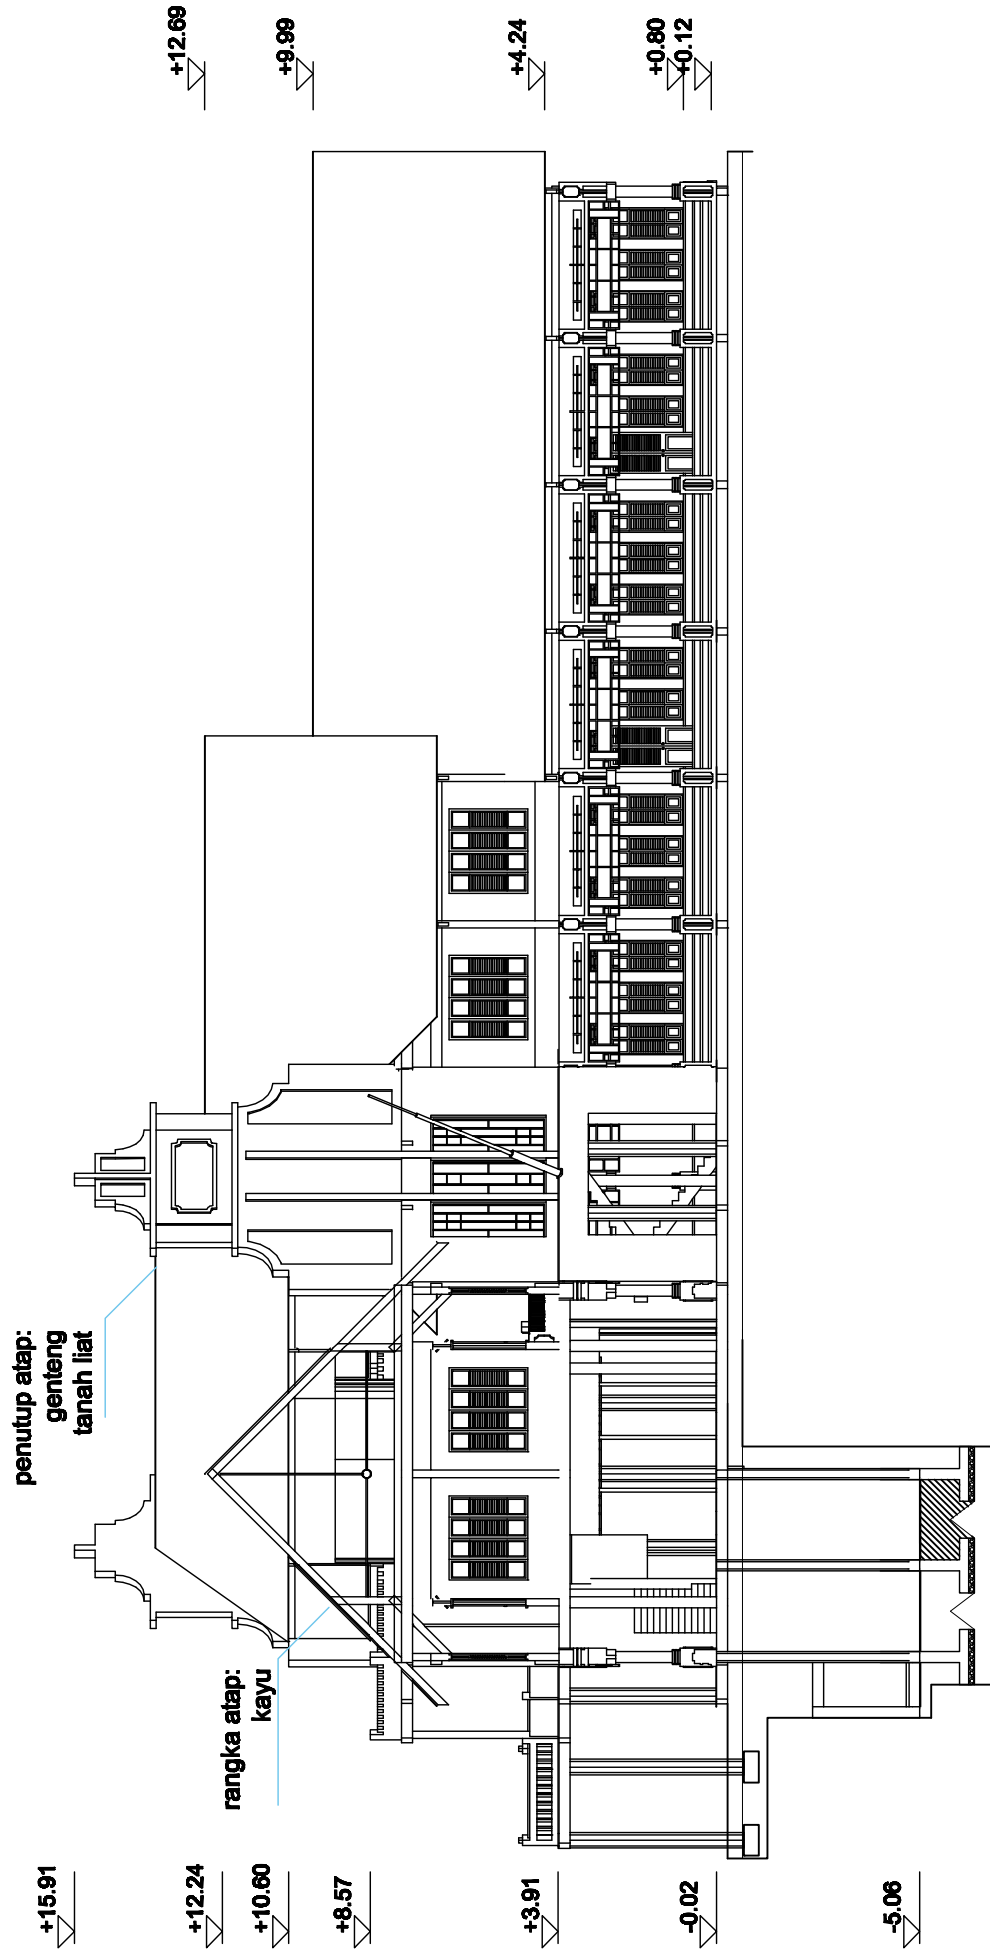 +15.91
+12.24
+10.60
+8.57
+3.91
-0.02
-5.06
rangka atap:
kayu
penutup atap:
genteng
tanah liat
+12.69
+9.99
+4.24
+0.80
+0.12